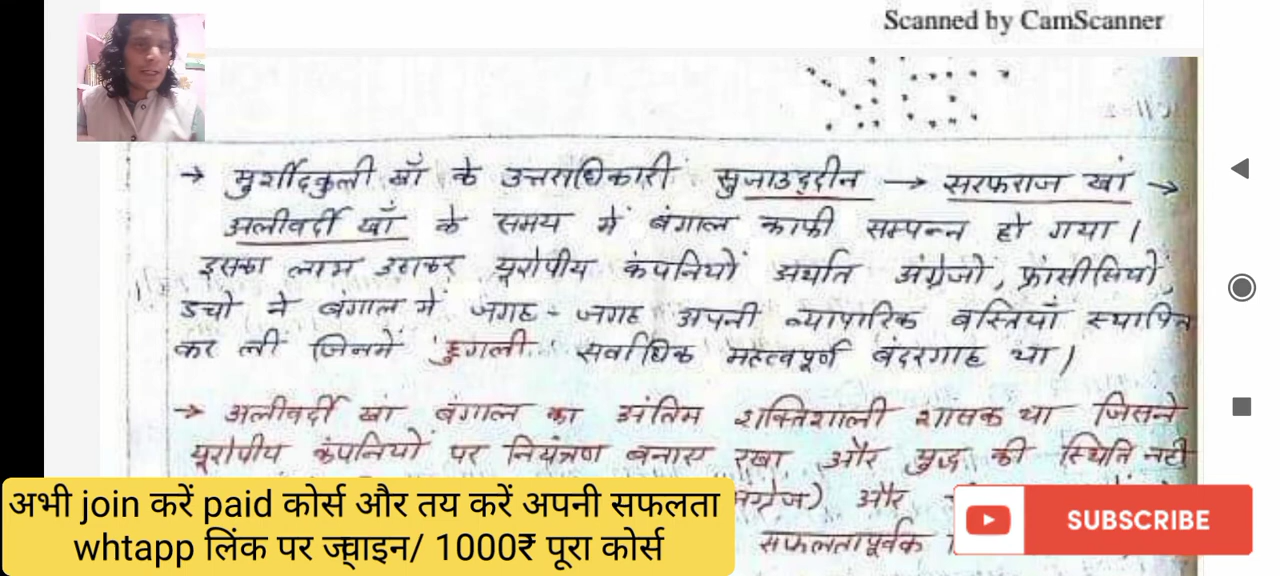 Scanned by CamScanner
→ मुर्शीदकुली खाँ के उत्तराधिकारी सुजाउद्दीन → सरफराज खां →
अलीवर्दी खाँ के समय में बंगाल काफी सम्पन्न हो गया।
इसका लाभ उठाकर यूरोपीय कंपनियों अर्थात अंग्रेजों, फ्रांसीसियों,
डचो ने बंगाल में जगह-जगह अपनी व्यापारिक बस्तियाँ स्थापित
कर ली जिनमें 'हुगली' सर्वाधिक महत्वपूर्ण बंदरगाह था।
→ अलीवर्दी खां बंगाल का अंतिम शक्तिशाली शासक था जिसने
यूरोपीय कंपनियों पर नियंत्रण बनाए रखा और युद्ध की स्थिति नही
और
सफलतापूर्वक
अभी join करें paid कोर्स और तय करें अपनी सफलता
whtapp लिंक पर ज्वाइन/ 1000₹ पूरा कोर्स
SUBSCRIBE